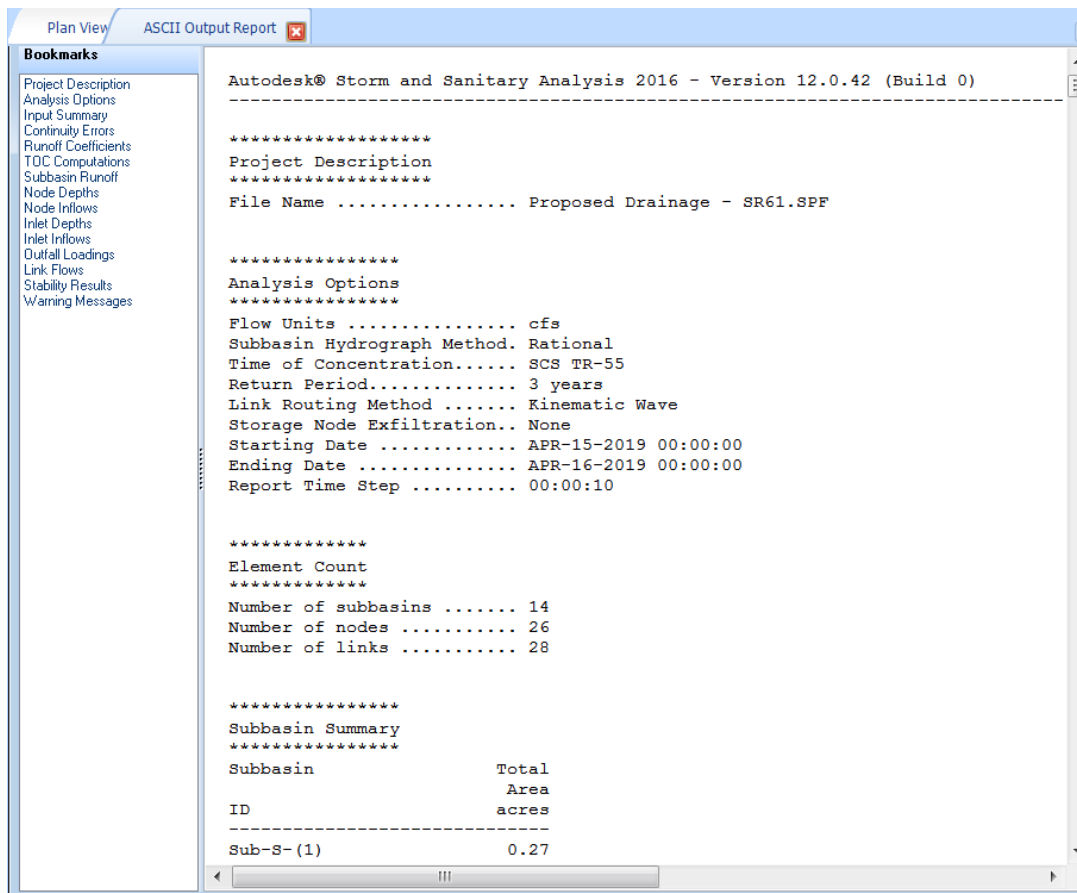 Plan View
ASCII Output Report
Bookmarks
Project Description
Analysis Options
Input Summary
Continuity Errors
Runoff Coefficients
TOC Computations
Subbasin Runoff
Node Depths
Node Inflows
Inlet Depths
Inlet Inflows
Outfall Loadings
Link Flows
Stability Results
Warning Messages
Autodesk® Storm and Sanitary Analysis 2016 - Version 12.0.42 (Build 0)
------------------------------------------------------------------------------
*******************
Project Description
*******************
File Name ................. Proposed Drainage - SR61.SPF
****************
Analysis Options
****************
Flow Units ................ cfs
Subbasin Hydrograph Method. Rational
Time of Concentration...... SCS TR-55
Return Period.............. 3 years
Link Routing Method ....... Kinematic Wave
Storage Node Exfiltration.. None
Starting Date ............. APR-15-2019 00:00:00
Ending Date ............... APR-16-2019 00:00:00
Report Time Step .......... 00:00:10
*************
Element Count
*************
Number of subbasins ....... 14
Number of nodes ........... 26
Number of links ........... 28
****************
Subbasin Summary
****************
Subbasin Total
Area
ID acres
------------------------------
Sub-S-(1) 0.27